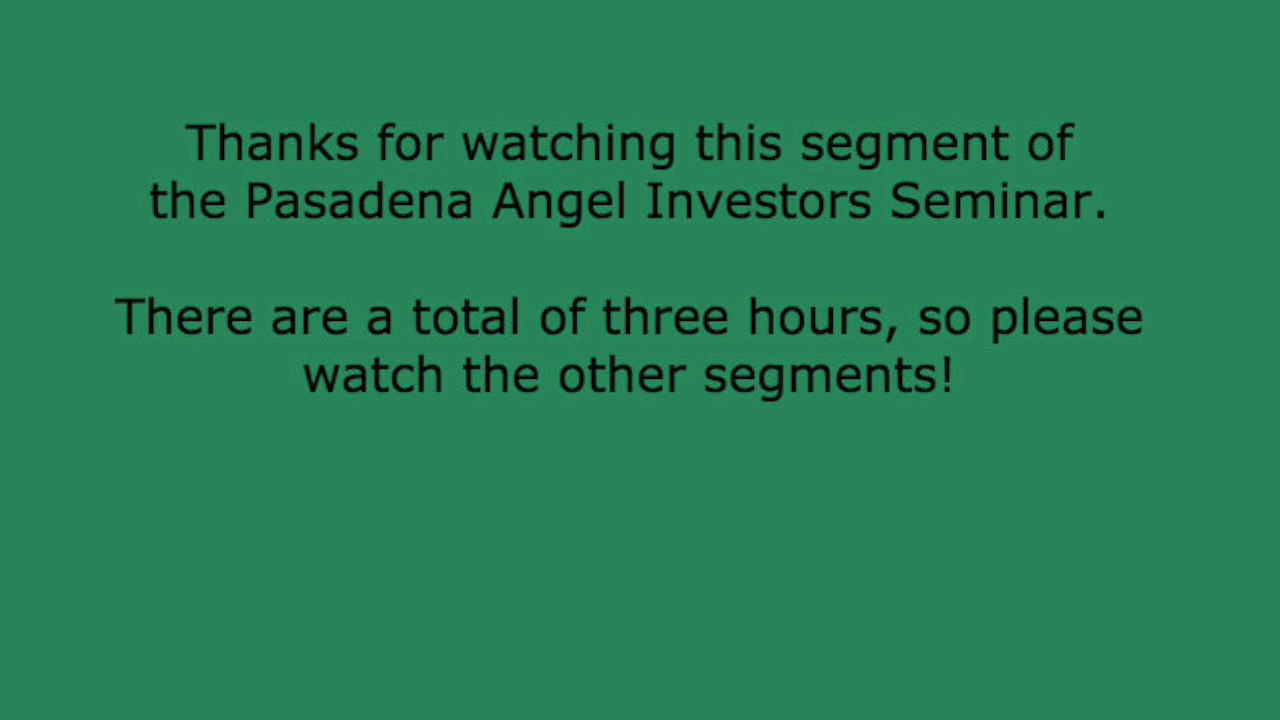 Thanks for watching this segment of
the Pasadena Angel Investors Seminar.
There are a total of three hours, so please
watch the other segments!